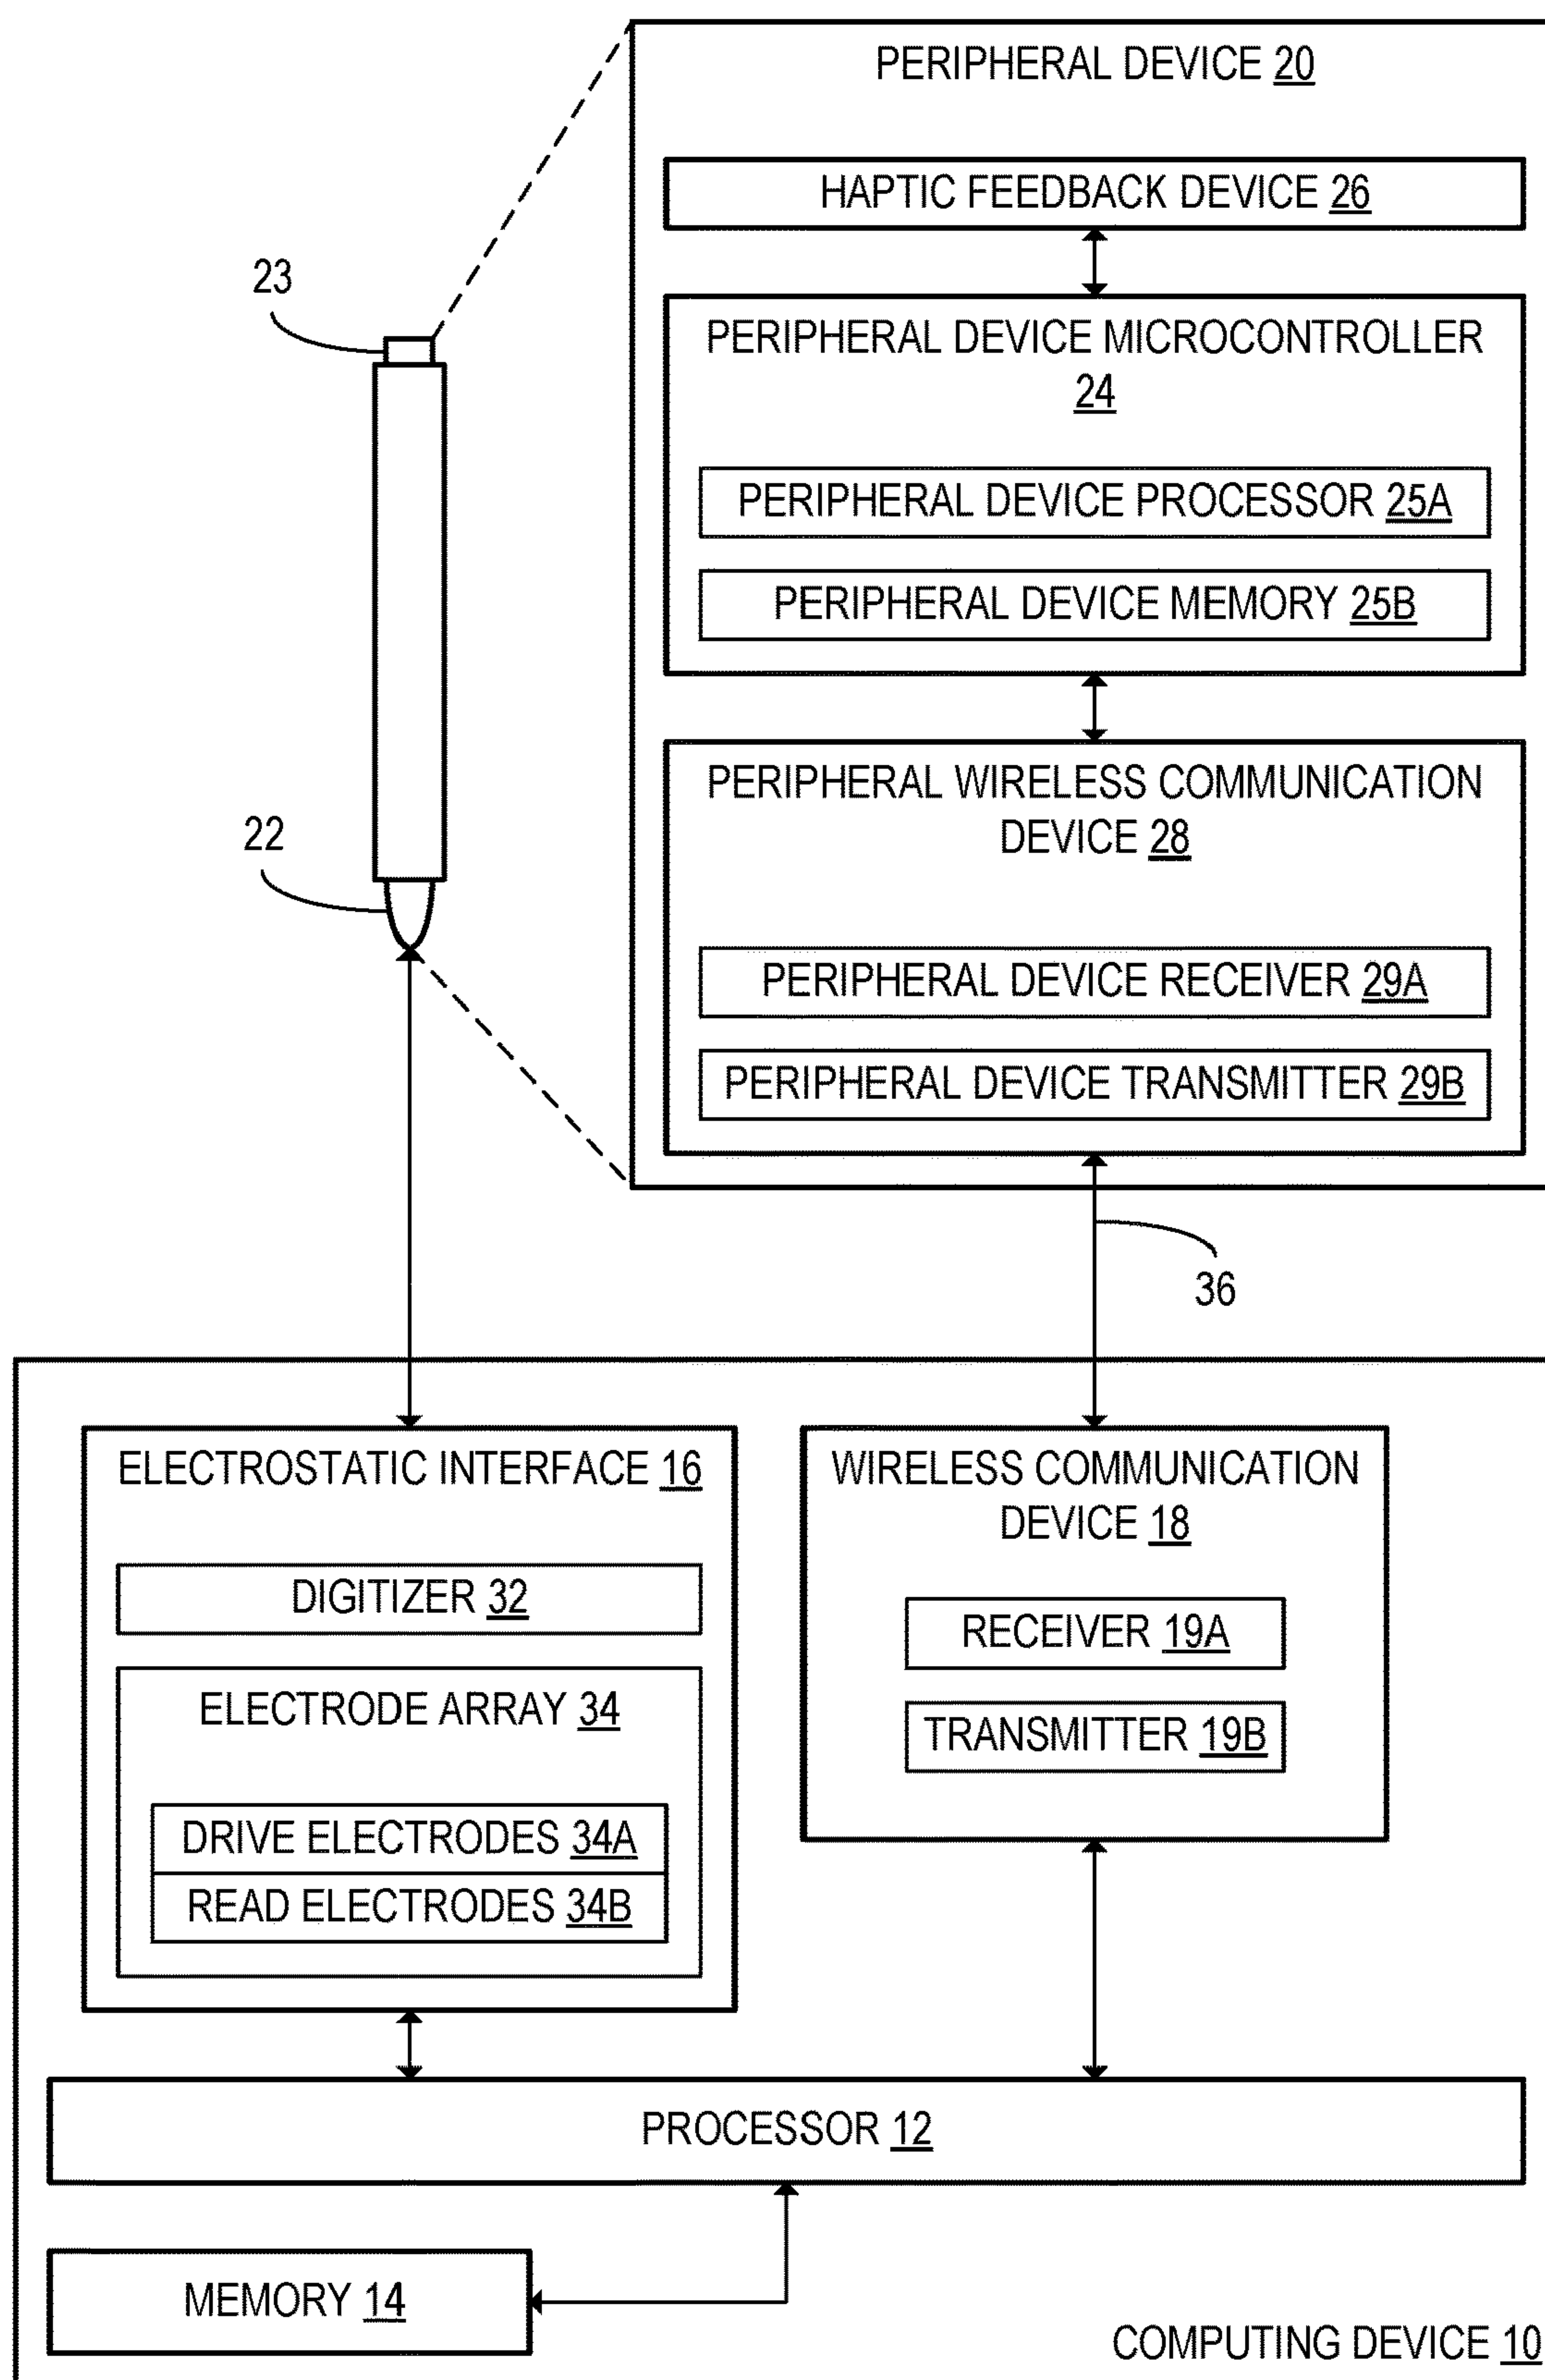 PERIPHERAL DEVICE 20
HAPTIC FEEDBACK DEVICE 26
23
PERIPHERAL DEVICE MICROCONTROLLER
24
PERIPHERAL DEVICE PROCESSOR 25A
PERIPHERAL DEVICE MEMORY 25B
PERIPHERAL WIRELESS COMMUNICATION
DEVICE 28
22
PERIPHERAL DEVICE RECEIVER 29A
PERIPHERAL DEVICE TRANSMITTER 29B
36
ELECTROSTATIC INTERFACE 16
DIGITIZER 32
ELECTRODE ARRAY 34
DRIVE ELECTRODES 34A
READ ELECTRODES 34B
WIRELESS COMMUNICATION
DEVICE 18
RECEIVER 19A
TRANSMITTER 19B
PROCESSOR 12
MEMORY 14
COMPUTING DEVICE 10